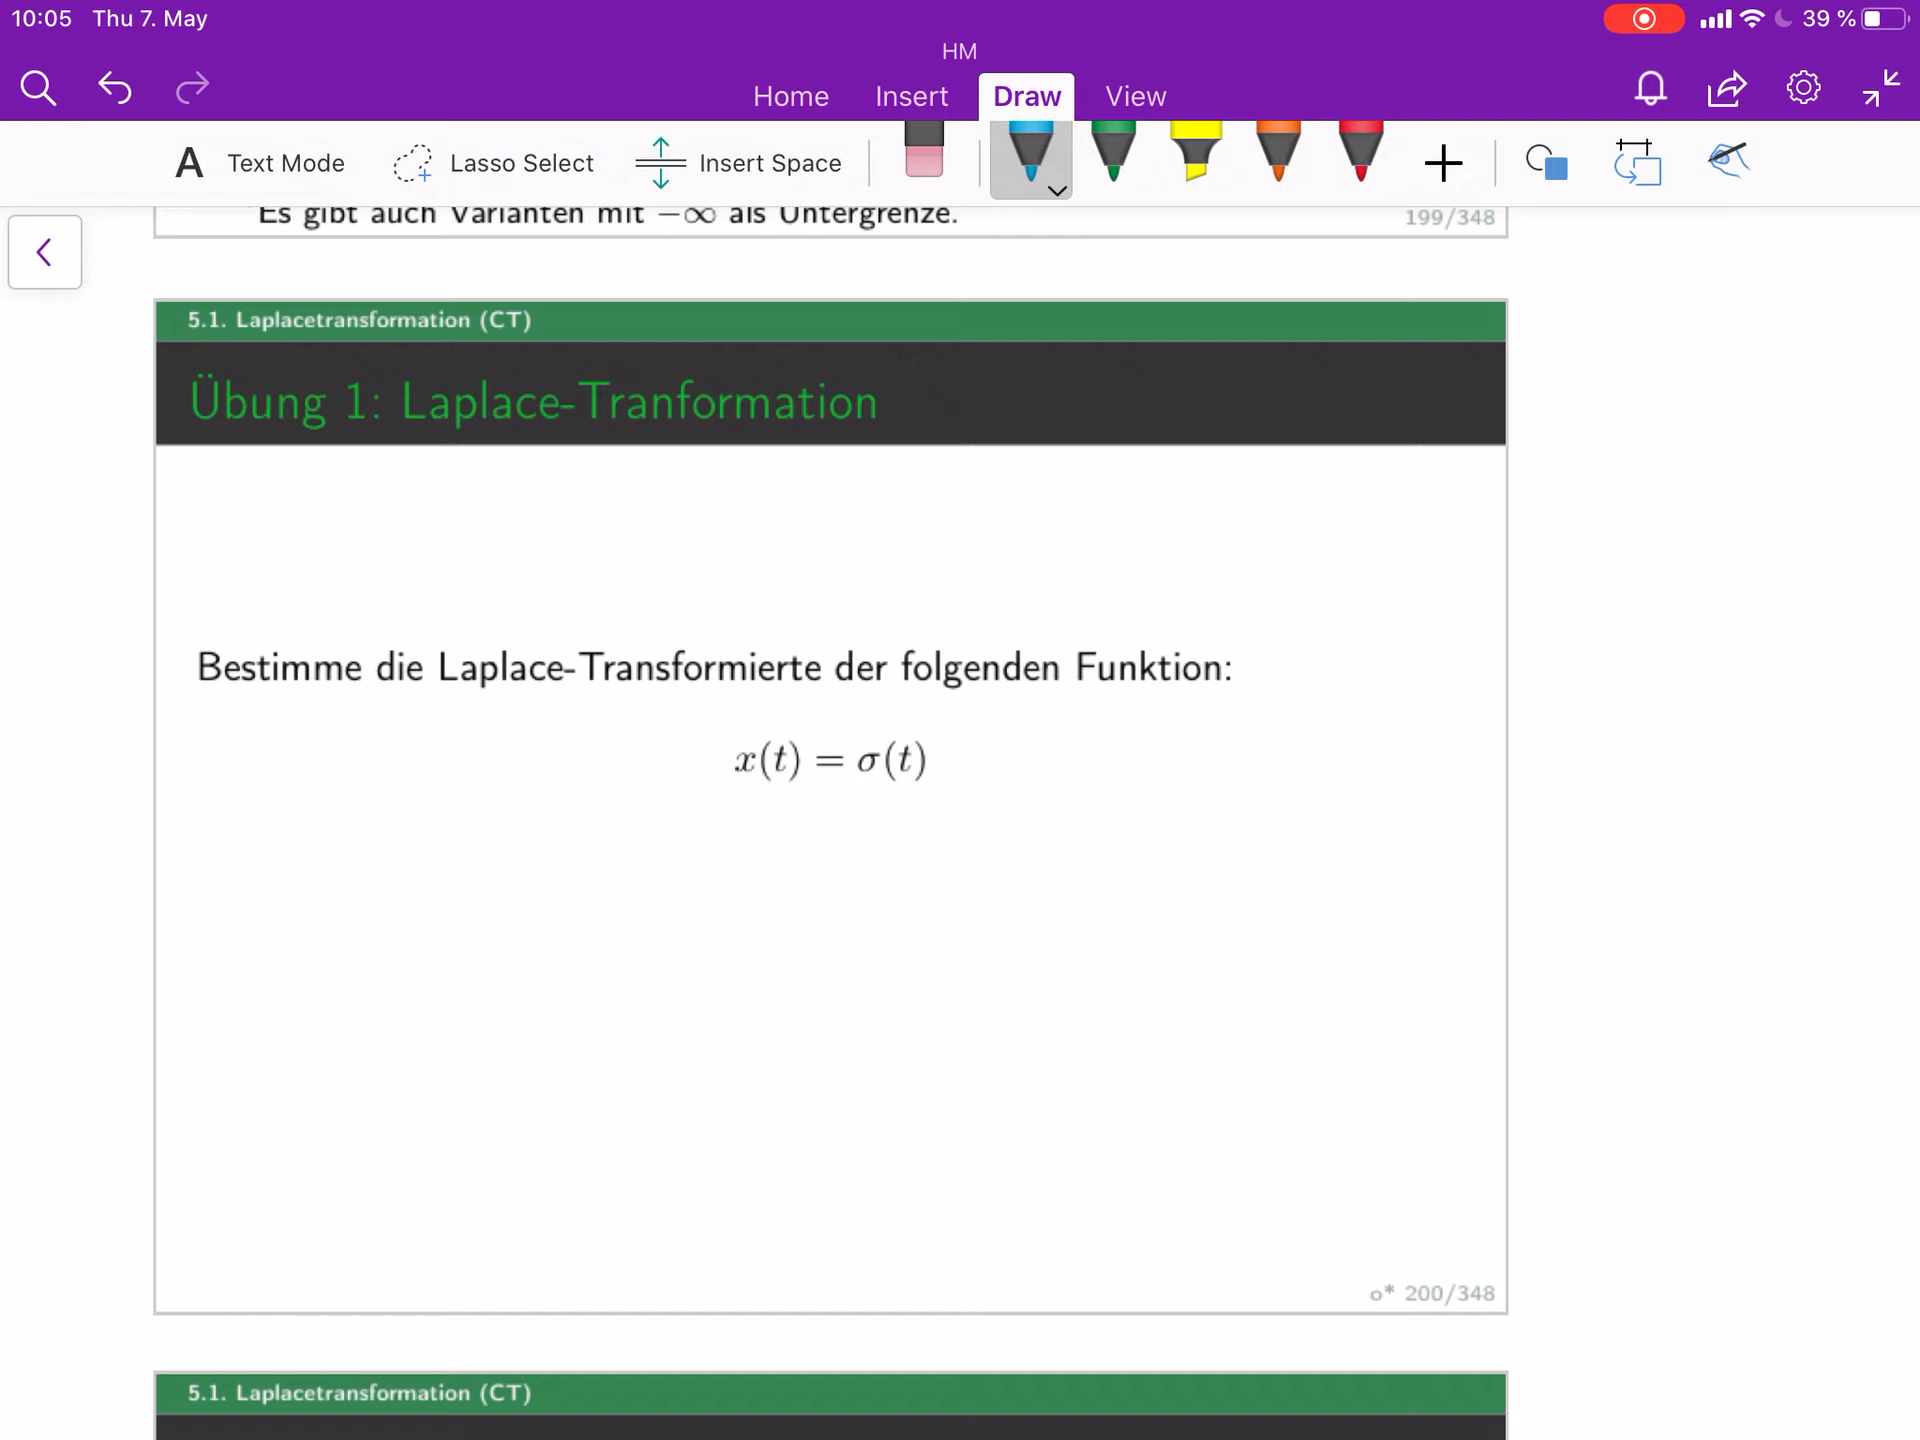 10:05 Thu 7. May 39 %
HM
Home Insert Draw View
A Text Mode Lasso Select Insert Space
Es gibt auch Varianten mit −∞ als Untergrenze. 199/348
5.1. Laplacetransformation (CT)
Übung 1: Laplace-Tranformation
Bestimme die Laplace-Transformierte der folgenden Funktion:
x(t) = σ(t)
o* 200/348
5.1. Laplacetransformation (CT)